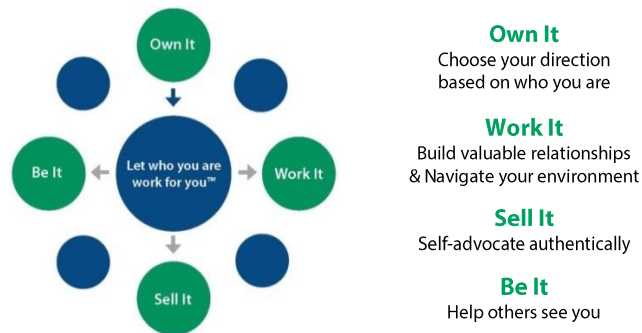 Own It
Be It
Let who you are
work for you™
Work It
Sell It
Own It
Choose your direction
based on who you are
Work It
Build valuable relationships
& Navigate your environment
Sell It
Self-advocate authentically
Be It
Help others see you